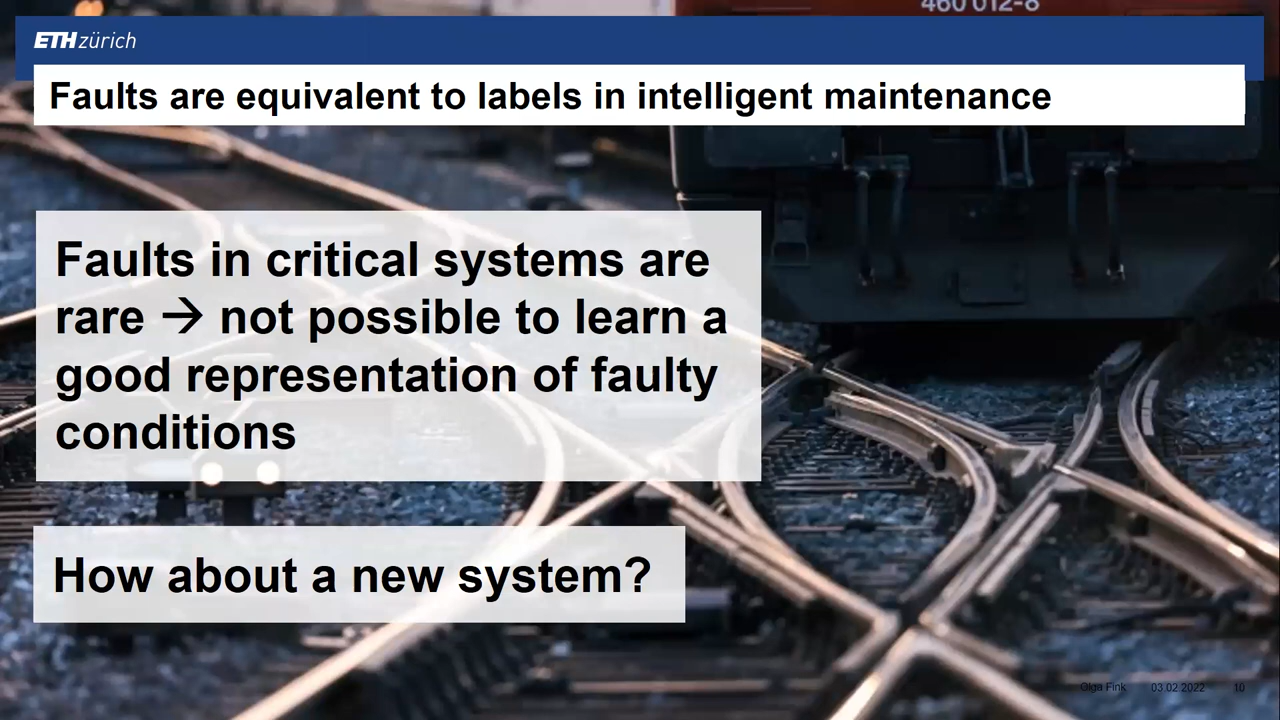 460 012-8
ETH zürich
Faults are equivalent to labels in intelligent maintenance
Faults in critical systems are
rare → not possible to learn a
good representation of faulty
conditions
How about a new system?
Olga Fink 03.02.2022 10